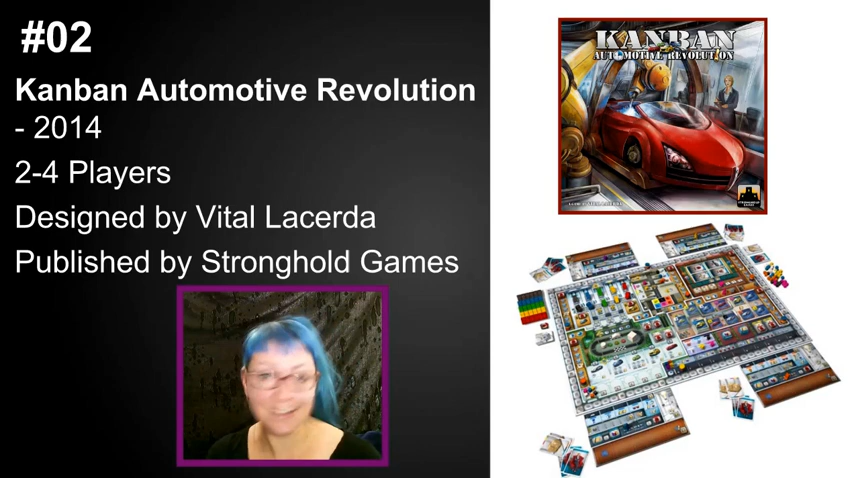 #02
Kanban Automotive Revolution
- 2014
2-4 Players
Designed by Vital Lacerda
Published by Stronghold Games
KANBAN
AUTOMOTIVE REVOLUTION